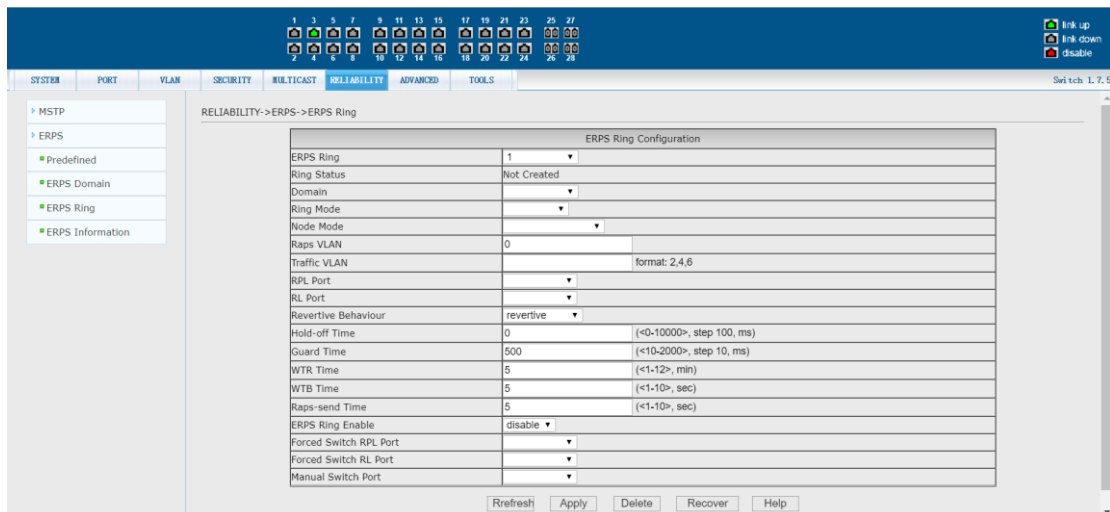 1 3 5 7 9 11 13 15 17 19 21 23 25 27
2 4 6 8 10 12 14 16 18 20 22 24 26 28
link up
link down
disable
SYSTEM PORT VLAN SECURITY MULTICAST RELIABILITY ADVANCED TOOLS Switch 1.7.5
MSTP
ERPS
Predefined
ERPS Domain
ERPS Ring
ERPS Information
RELIABILITY->ERPS->ERPS Ring
ERPS Ring Configuration
ERPS Ring 1
Ring Status Not Created
Domain
Ring Mode
Node Mode
Raps VLAN 0
Traffic VLAN format: 2,4,6
RPL Port
RL Port
Revertive Behaviour revertive
Hold-off Time 0 (<0-10000>, step 100, ms)
Guard Time 500 (<10-2000>, step 10, ms)
WTR Time 5 (<1-12>, min)
WTB Time 5 (<1-10>, sec)
Raps-send Time 5 (<1-10>, sec)
ERPS Ring Enable disable
Forced Switch RPL Port
Forced Switch RL Port
Manual Switch Port
Rrefresh Apply Delete Recover Help